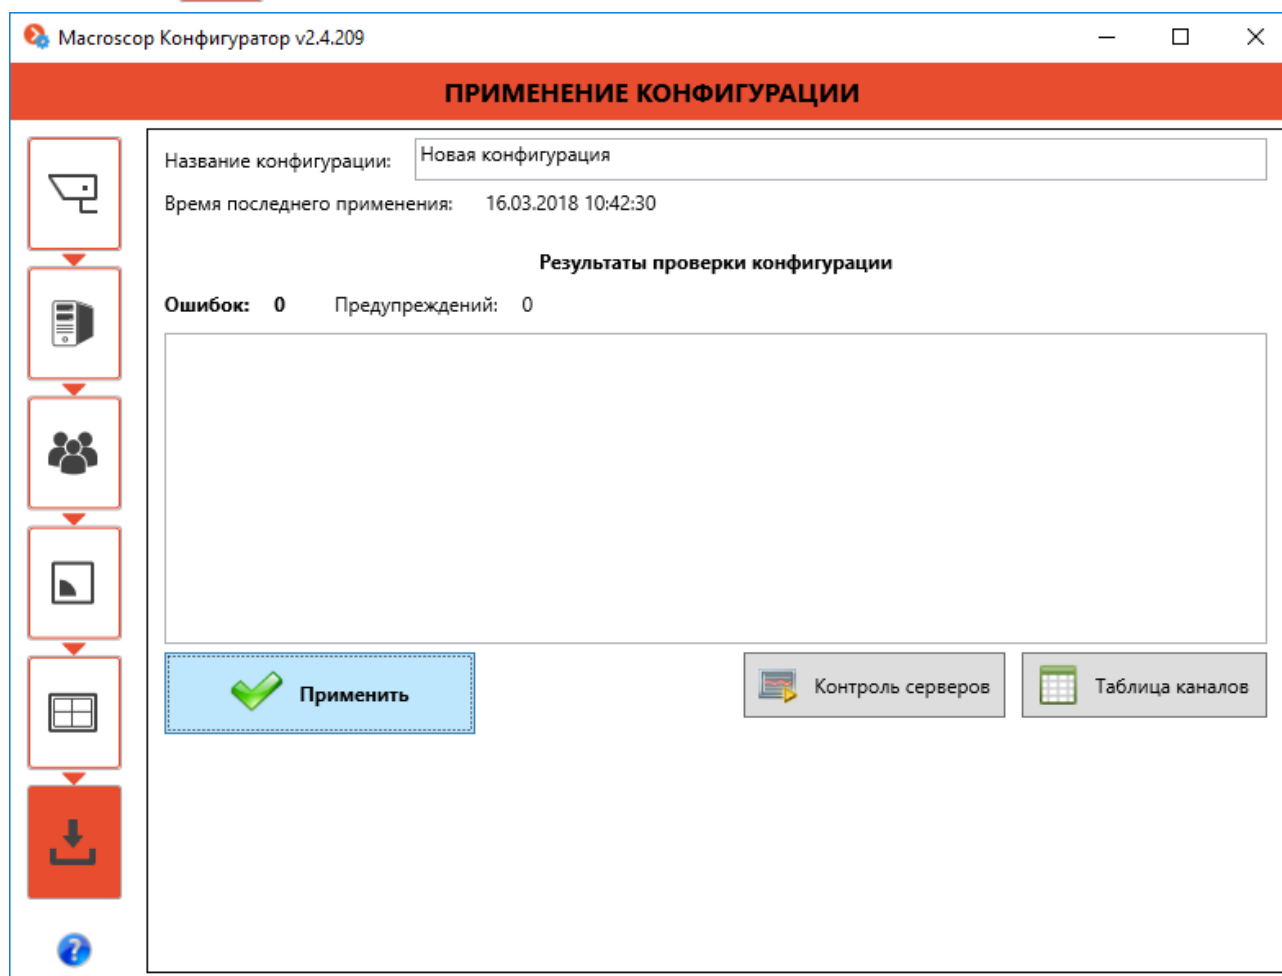 Macroscop Конфигуратор v2.4.209
ПРИМЕНЕНИЕ КОНФИГУРАЦИИ
Название конфигурации: Новая конфигурация
Время последнего применения: 16.03.2018 10:42:30
Результаты проверки конфигурации
Ошибок: 0 Предупреждений: 0
Применить Контроль серверов Таблица каналов
?